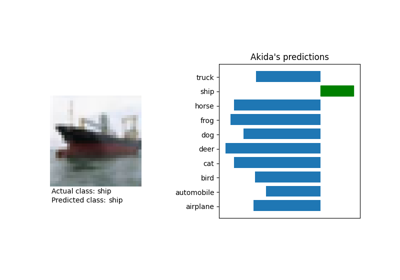 Akida's predictions
truck
ship
horse
frog
dog
deer
cat
bird
automobile
airplane
Actual class: ship
Predicted class: ship